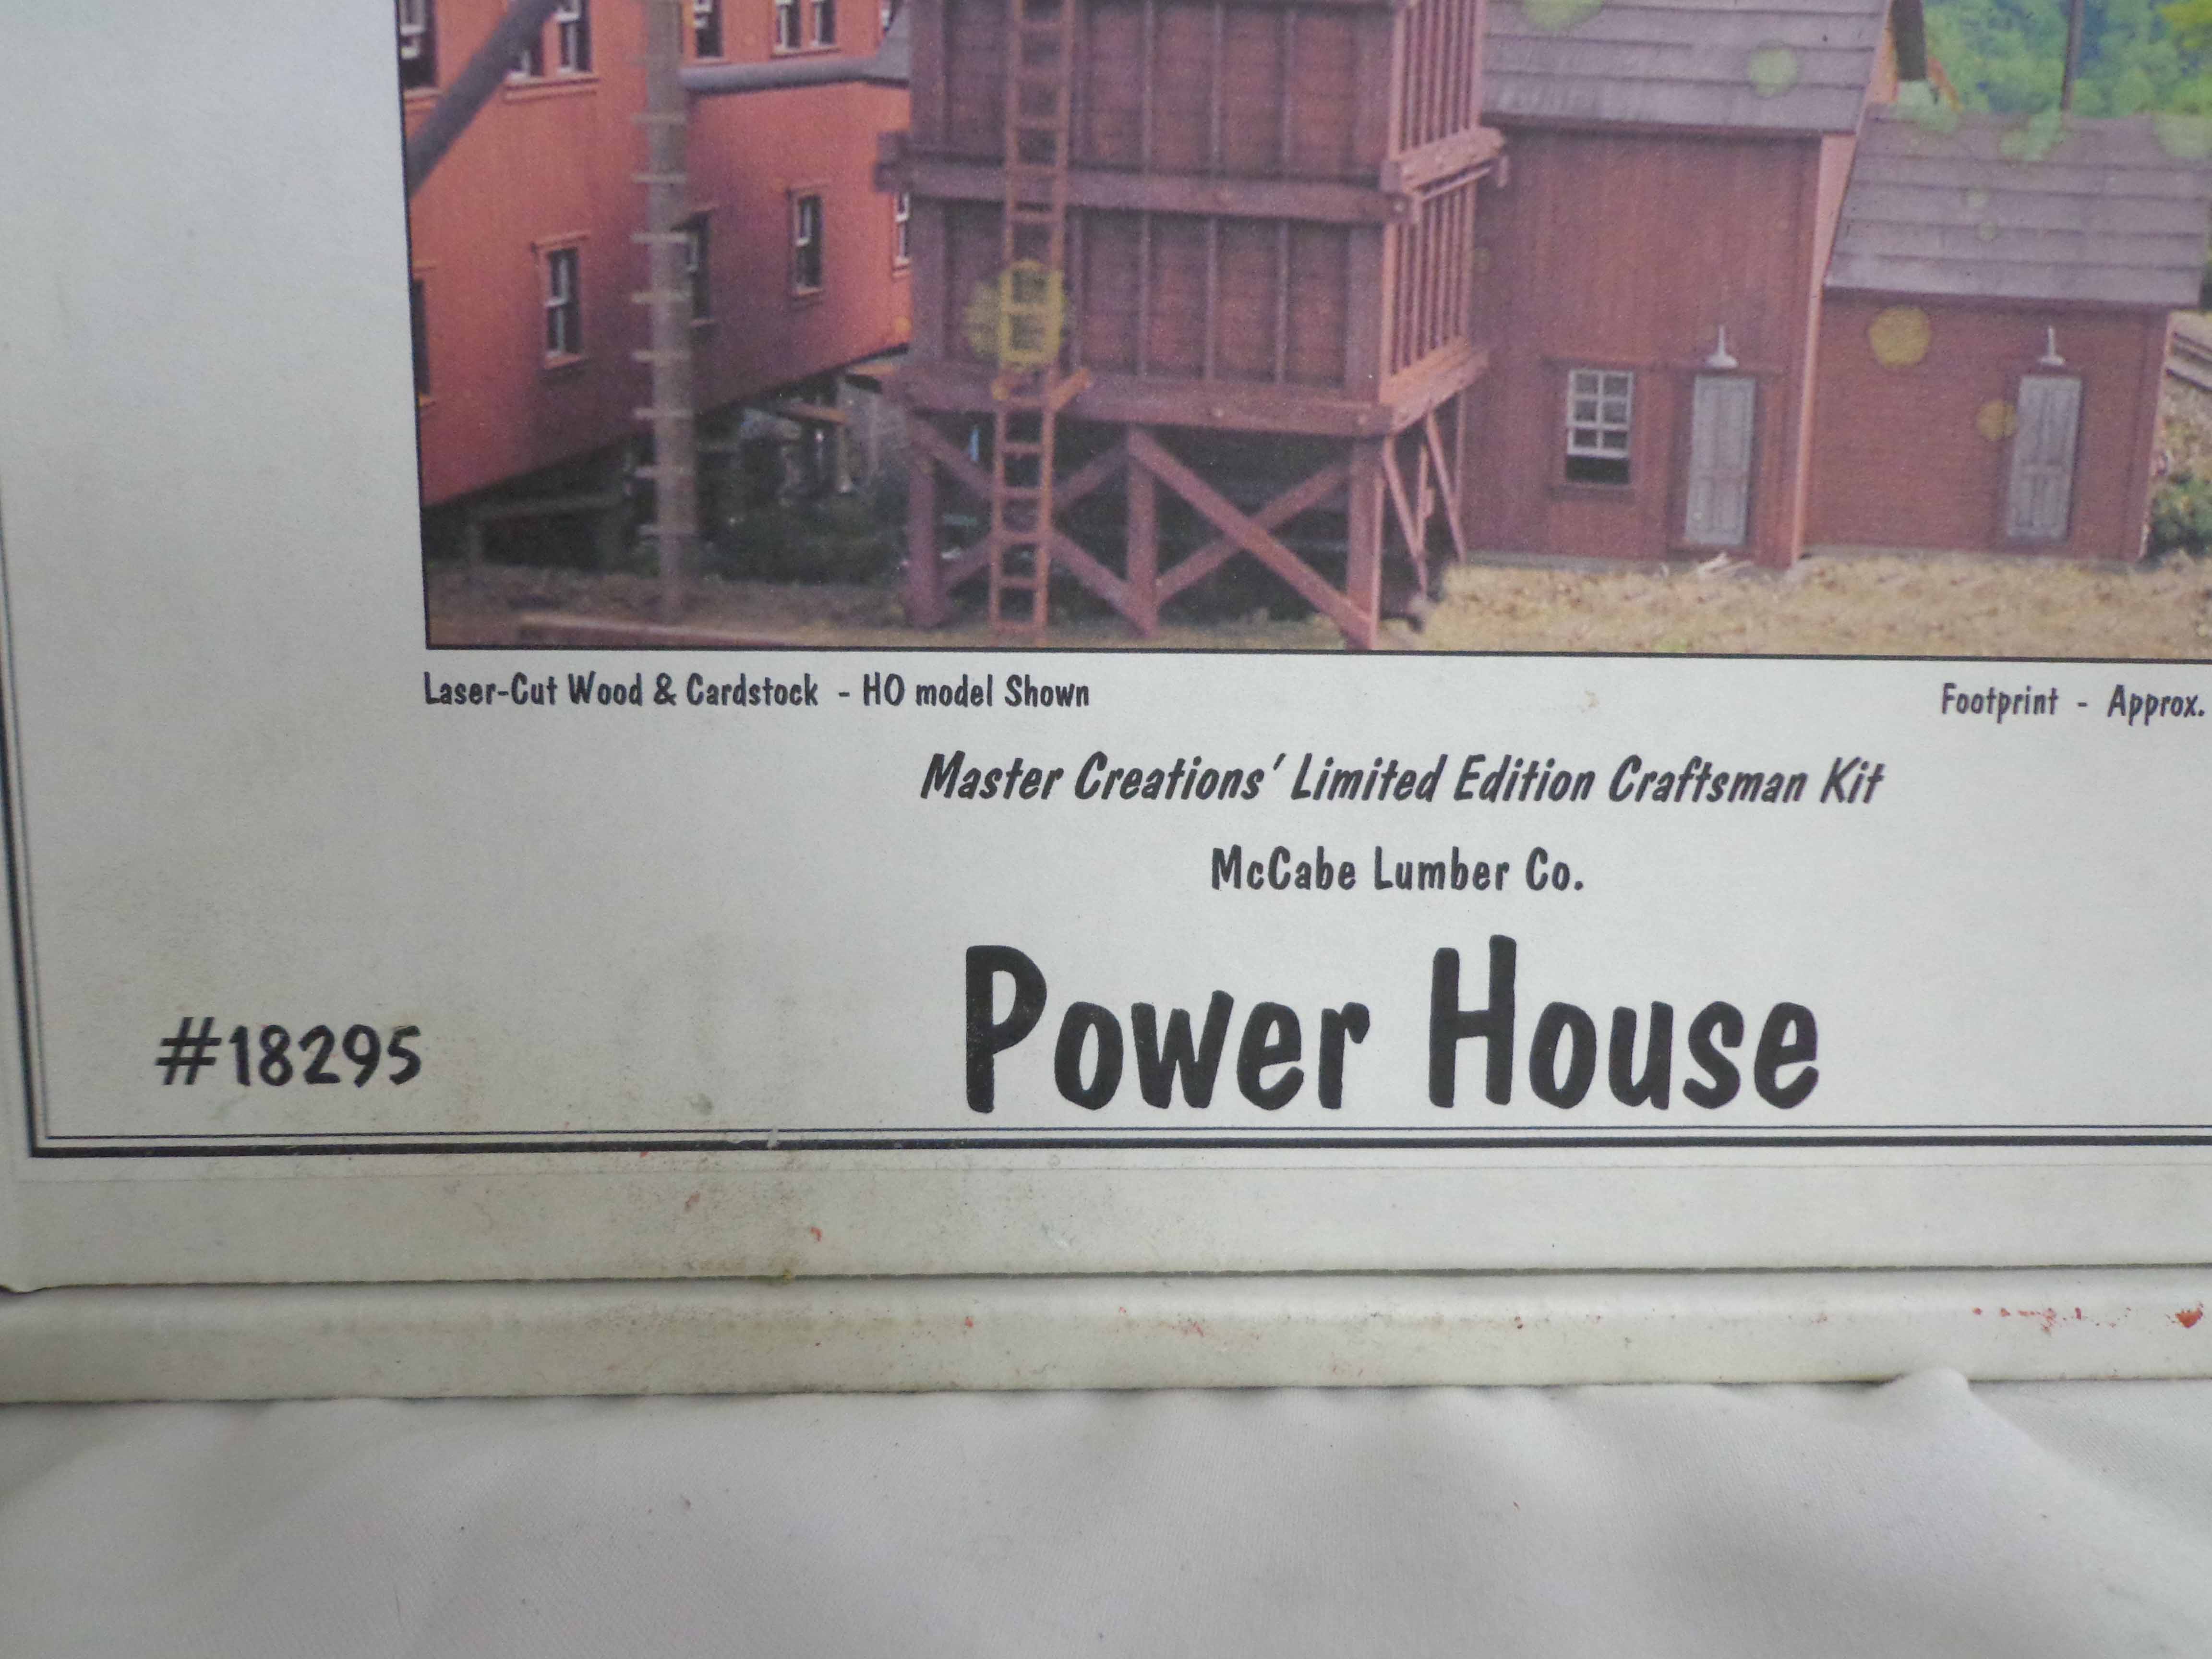 Laser-Cut Wood & Cardstock - HO model Shown
Footprint - Approx.
Master Creations' Limited Edition Craftsman Kit
McCabe Lumber Co.
Power House
#18295